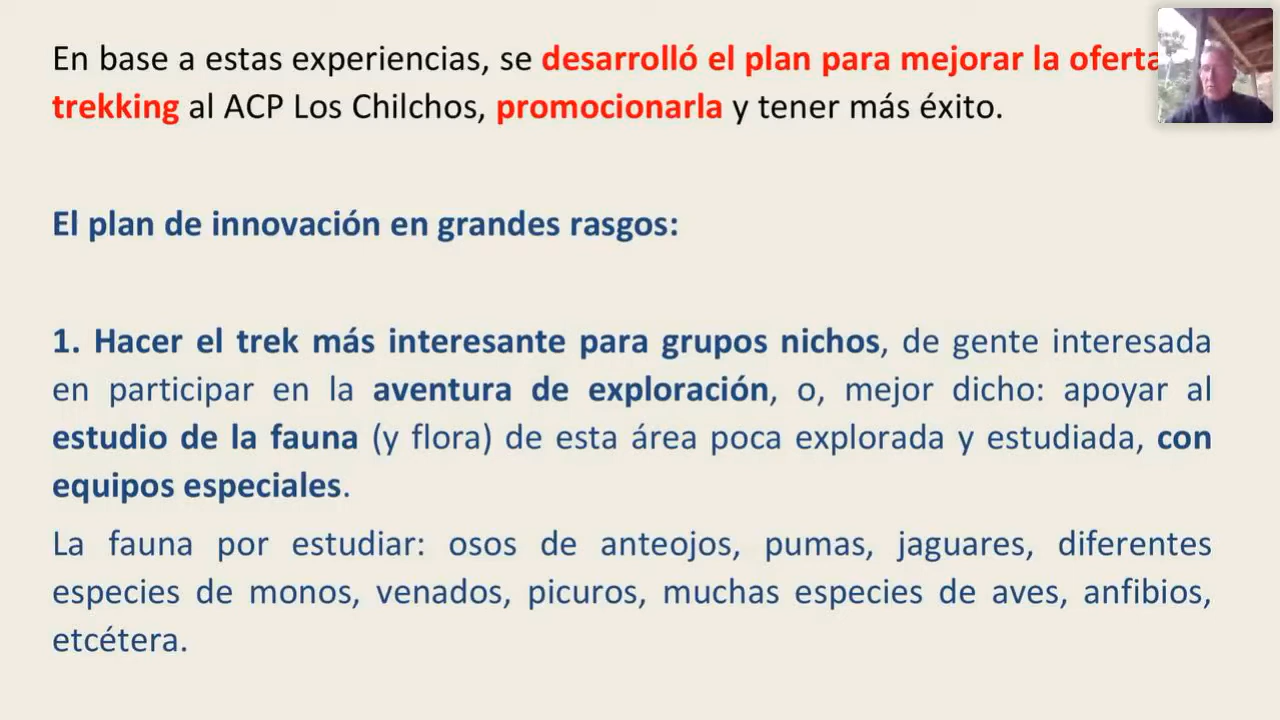 En base a estas experiencias, se desarrolló el plan para mejorar la oferta
trekking al ACP Los Chilchos, promocionarla y tener más éxito.
El plan de innovación en grandes rasgos:
1. Hacer el trek más interesante para grupos nichos, de gente interesada
en participar en la aventura de exploración, o, mejor dicho: apoyar al
estudio de la fauna (y flora) de esta área poca explorada y estudiada, con
equipos especiales.
La fauna por estudiar: osos de anteojos, pumas, jaguares, diferentes
especies de monos, venados, picuros, muchas especies de aves, anfibios,
etcétera.